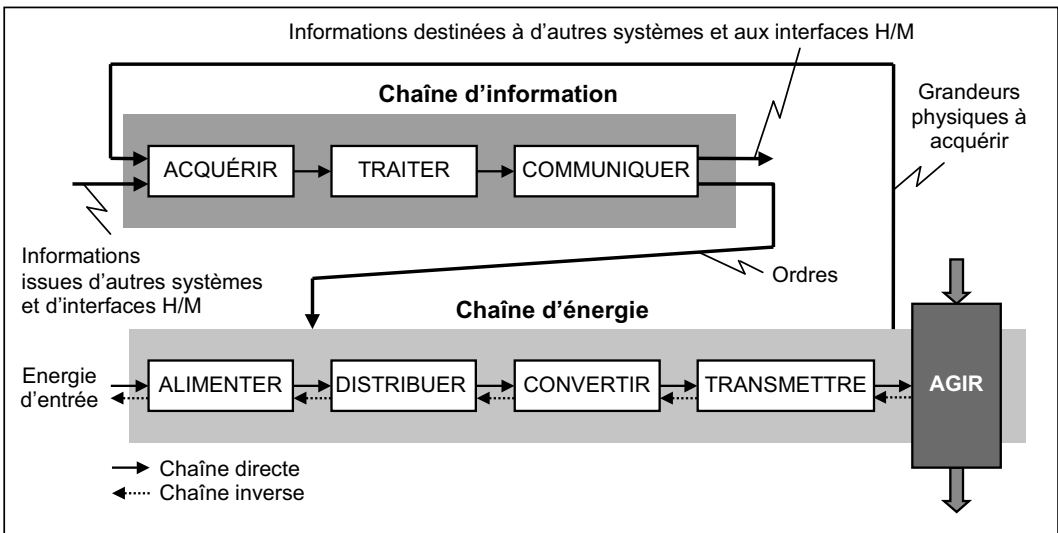 Informations destinées à d'autres systèmes et aux interfaces H/M
Chaîne d'information
Grandeurs
physiques à
acquérir
ACQUÉRIR
TRAITER
COMMUNIQUER
Informations
issues d'autres systèmes
et d'interfaces H/M
Ordres
Chaîne d'énergie
Energie
d'entrée
ALIMENTER
DISTRIBUER
CONVERTIR
TRANSMETTRE
AGIR
Chaîne directe
Chaîne inverse